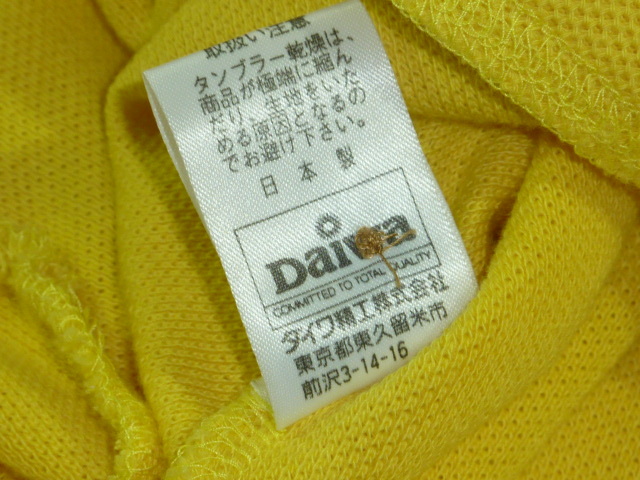 取扱い注意
タンブラー乾燥は、
商品が極端に縮ん
だり、生地をいた
める原因となるの
でお避け下さい。
日本製
Daiwa
COMMITTED TO TOTAL QUALITY
ダイワ精工株式会社
東京都東久留米市
前沢3-14-16